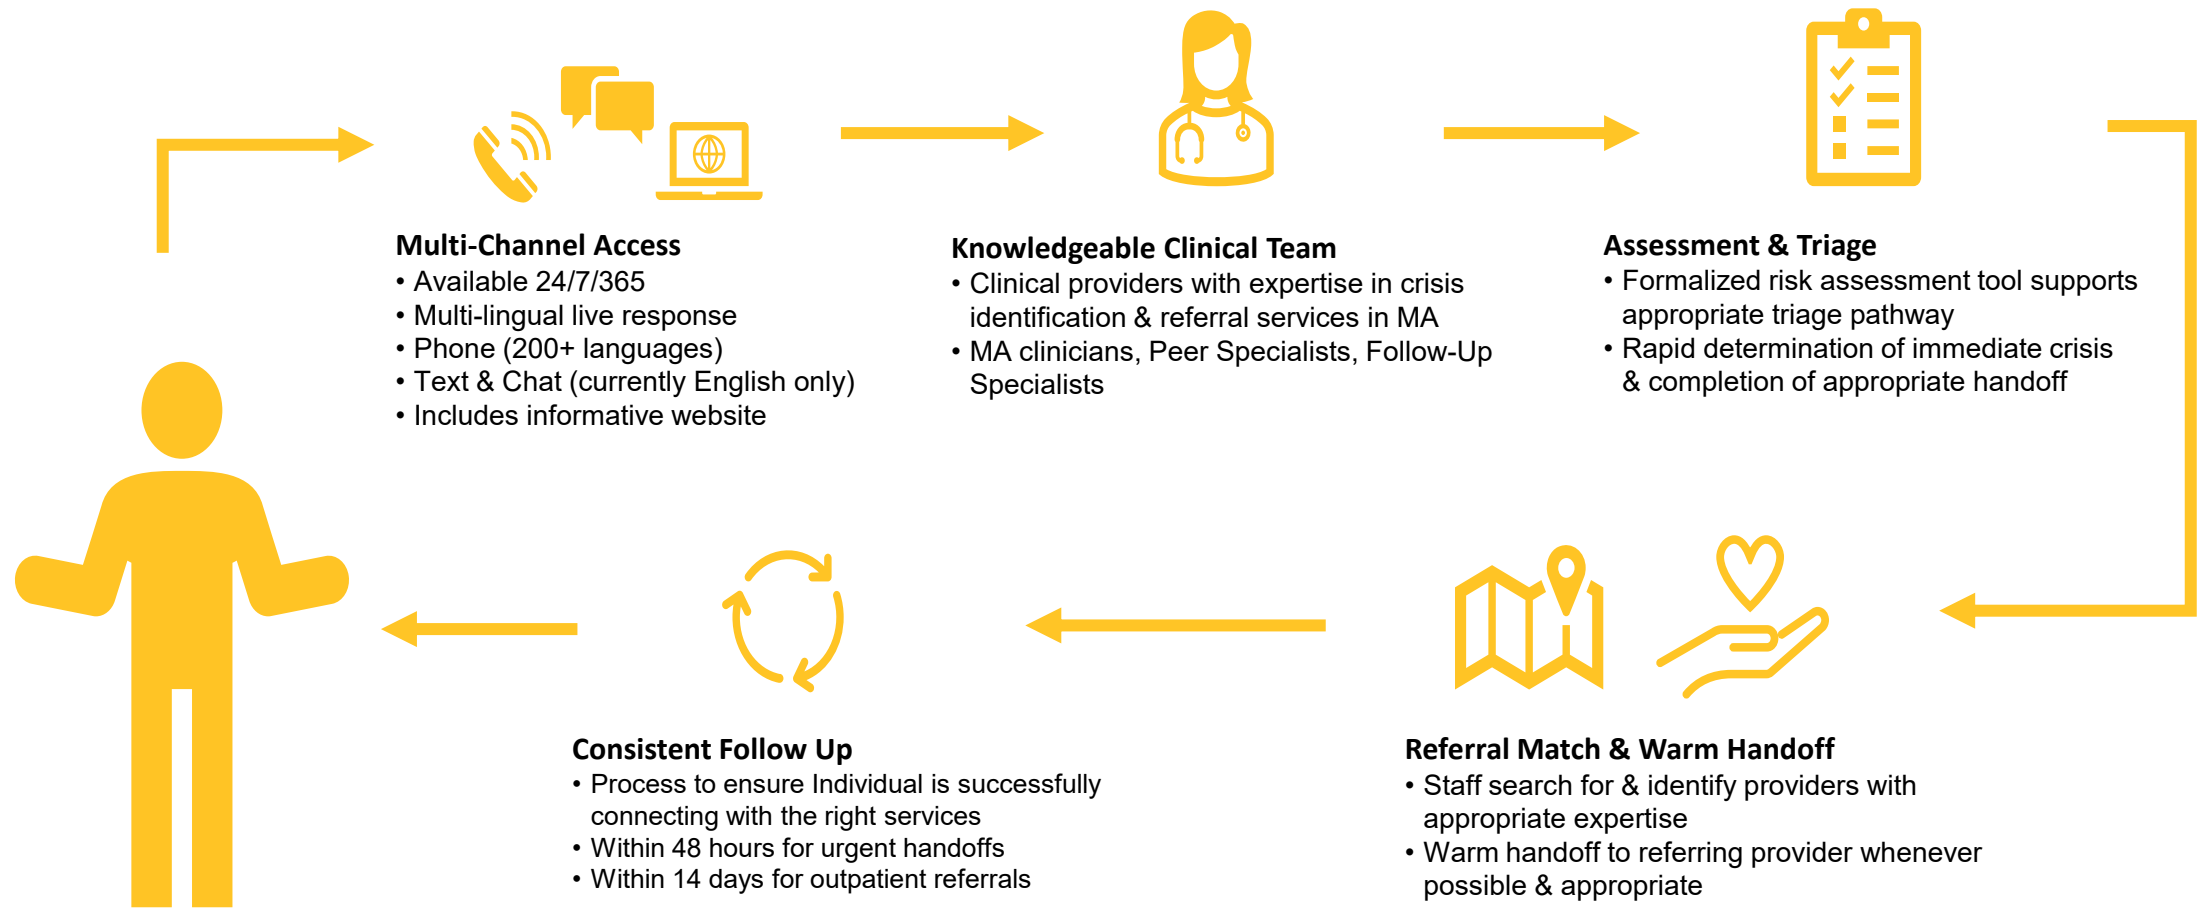 Multi-Channel Access
• Available 24/7/365
• Multi-lingual live response
• Phone (200+ languages)
• Text & Chat (currently English only)
• Includes informative website
Knowledgeable Clinical Team
• Clinical providers with expertise in crisis
identification & referral services in MA
• MA clinicians, Peer Specialists, Follow-Up
Specialists
Assessment & Triage
• Formalized risk assessment tool supports
appropriate triage pathway
• Rapid determination of immediate crisis
& completion of appropriate handoff
Referral Match & Warm Handoff
• Staff search for & identify providers with
appropriate expertise
• Warm handoff to referring provider whenever
possible & appropriate
Consistent Follow Up
• Process to ensure Individual is successfully
connecting with the right services
• Within 48 hours for urgent handoffs
• Within 14 days for outpatient referrals